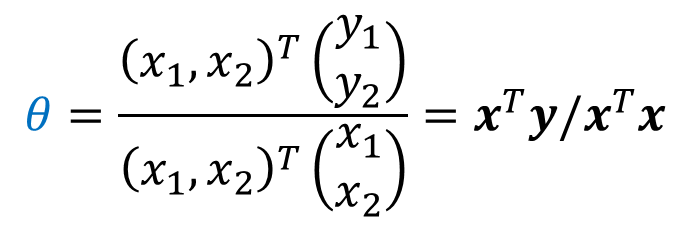 θ = (x₁, x₂)ᵀ (y₁ y₂) / (x₁, x₂)ᵀ (x₁ x₂) = xᵀy/xᵀx